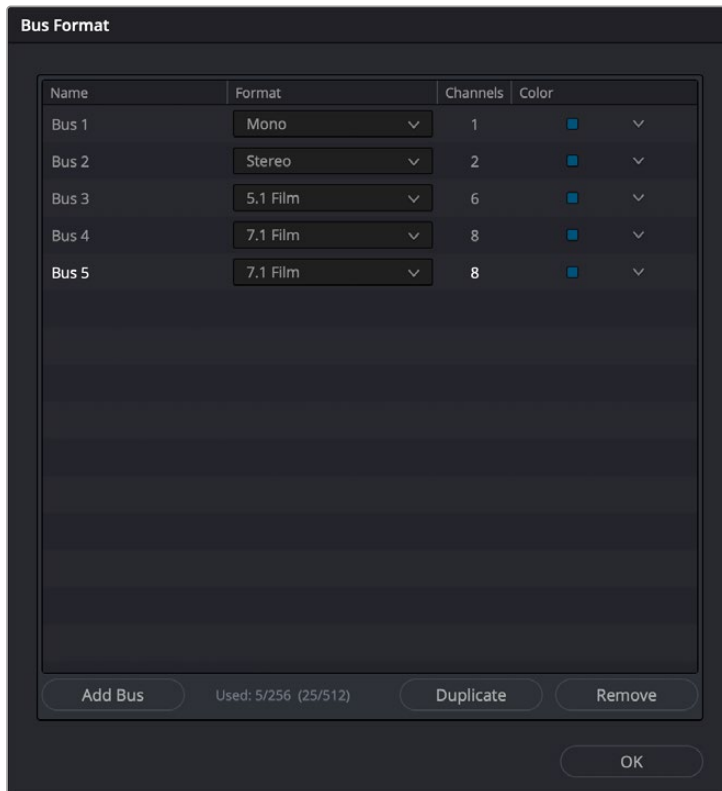 Bus Format
Name Format Channels Color
Bus 1 Mono 1
Bus 2 Stereo 2
Bus 3 5.1 Film 6
Bus 4 7.1 Film 8
Bus 5 7.1 Film 8
Add Bus Used: 5/256 (25/512) Duplicate Remove
OK